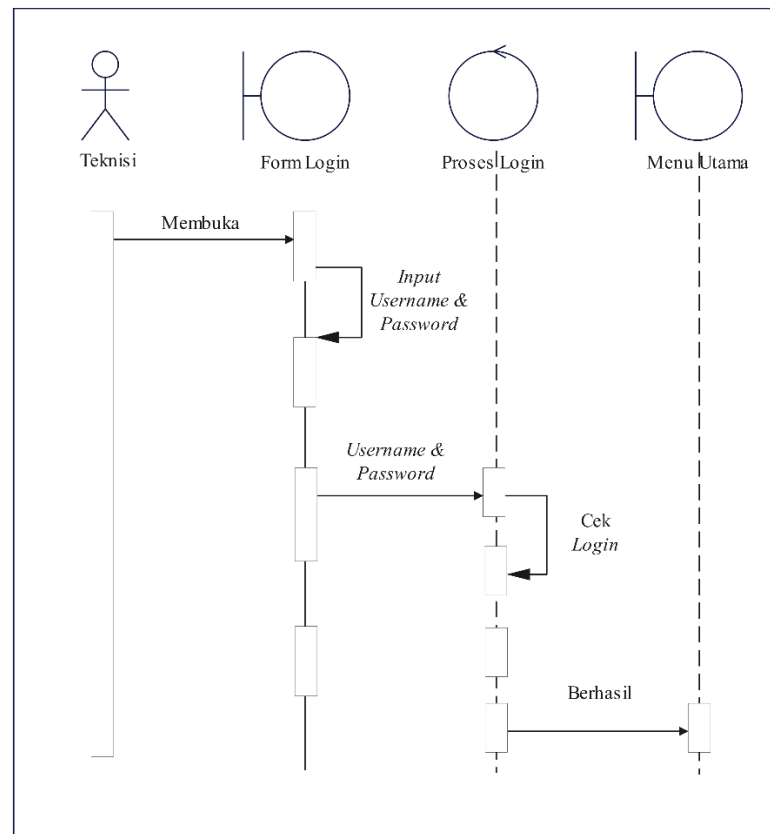 Teknisi
Form Login
Proses Login
Menu Utama
Membuka
Input
Username &
Password
Username &
Password
Cek
Login
Berhasil